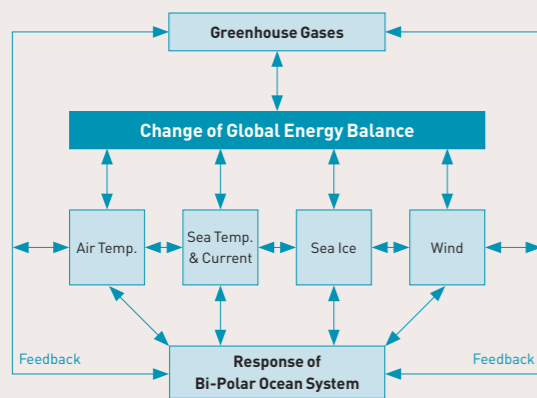 Greenhouse Gases
Change of Global Energy Balance
Air Temp.
Sea Temp.
& Current
Sea Ice
Wind
Feedback
Response of
Bi-Polar Ocean System
Feedback